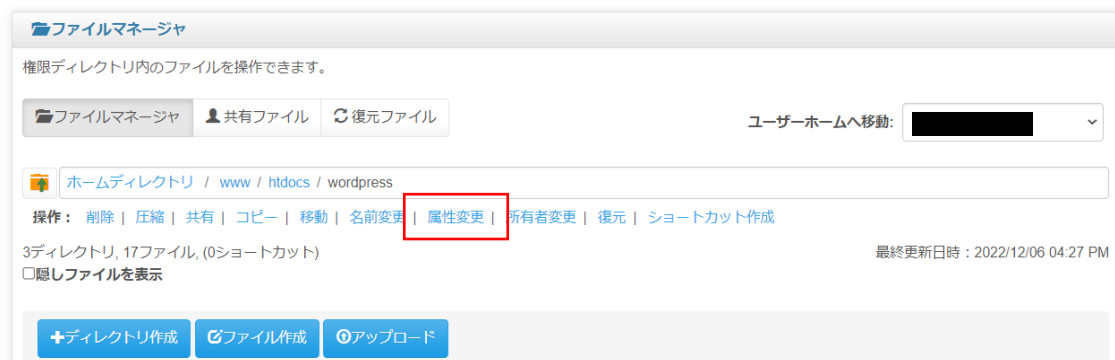 ファイルマネージャ
権限ディレクトリ内のファイルを操作できます。
ファイルマネージャ 共有ファイル 復元ファイル
ユーザーホームへ移動:
ホームディレクトリ / www / htdocs / wordpress
操作： 削除 | 圧縮 | 共有 | コピー | 移動 | 名前変更 | 属性変更 | 所有者変更 | 復元 | ショートカット作成
3ディレクトリ, 17ファイル, (0ショートカット) 最終更新日時：2022/12/06 04:27 PM
隠しファイルを表示
ディレクトリ作成 ファイル作成 アップロード